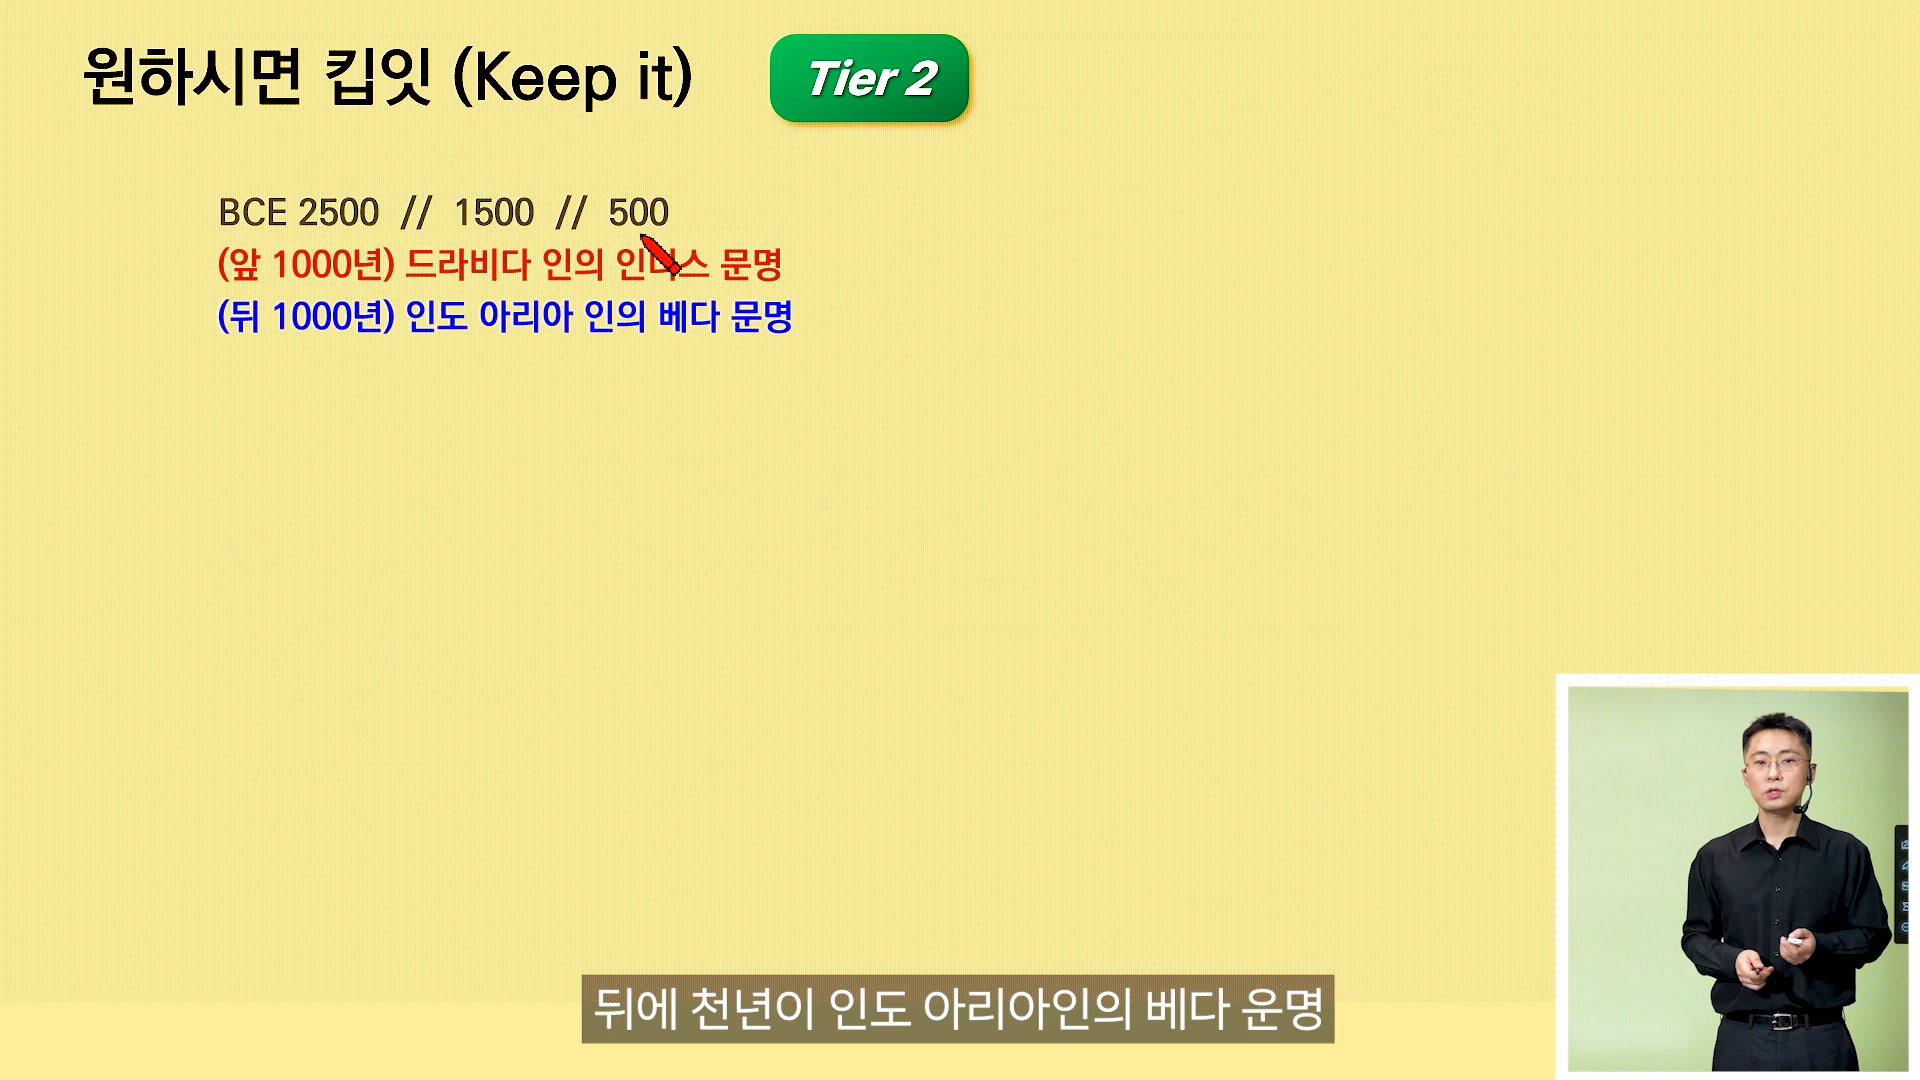 원하시면 킵잇 (Keep it)
Tier 2
BCE 2500 // 1500 // 500
(앞 1000년) 드라비다 인의 인더스 문명
(뒤 1000년) 인도 아리아 인의 베다 문명
뒤에 천년이 인도 아리아인의 베다 운명